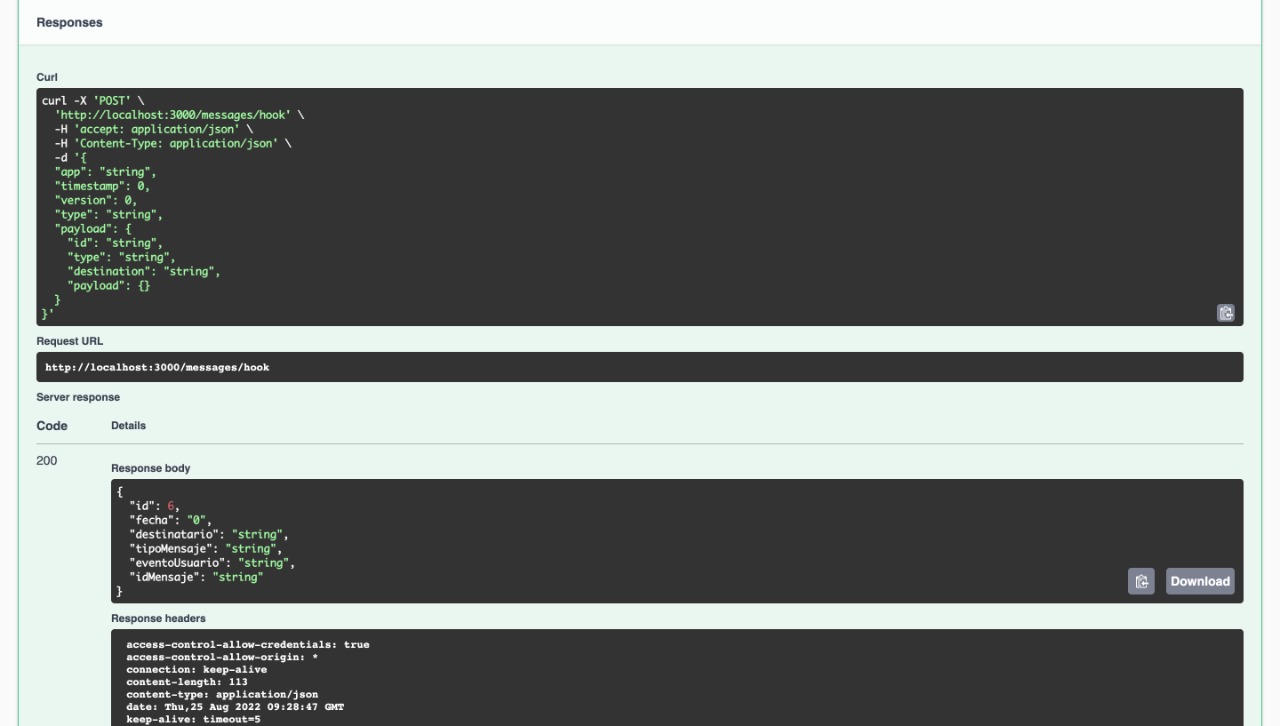 Responses
Curl
curl -X 'POST' \
  'http://localhost:3000/messages/hook' \
  -H 'accept: application/json' \
  -H 'Content-Type: application/json' \
  -d '{
  "app": "string",
  "timestamp": 0,
  "version": 0,
  "type": "string",
  "payload": {
    "id": "string",
    "type": "string",
    "destination": "string",
    "payload": {}
  }
}'
Request URL
http://localhost:3000/messages/hook
Server response
Code Details
200
Response body
{
  "id": 6,
  "fecha": "0",
  "destinatario": "string",
  "tipoMensaje": "string",
  "eventoUsuario": "string",
  "idMensaje": "string"
}
Download
Response headers
access-control-allow-credentials: true
access-control-allow-origin: *
connection: keep-alive
content-length: 113
content-type: application/json
date: Thu,25 Aug 2022 09:28:47 GMT
keep-alive: timeout=5